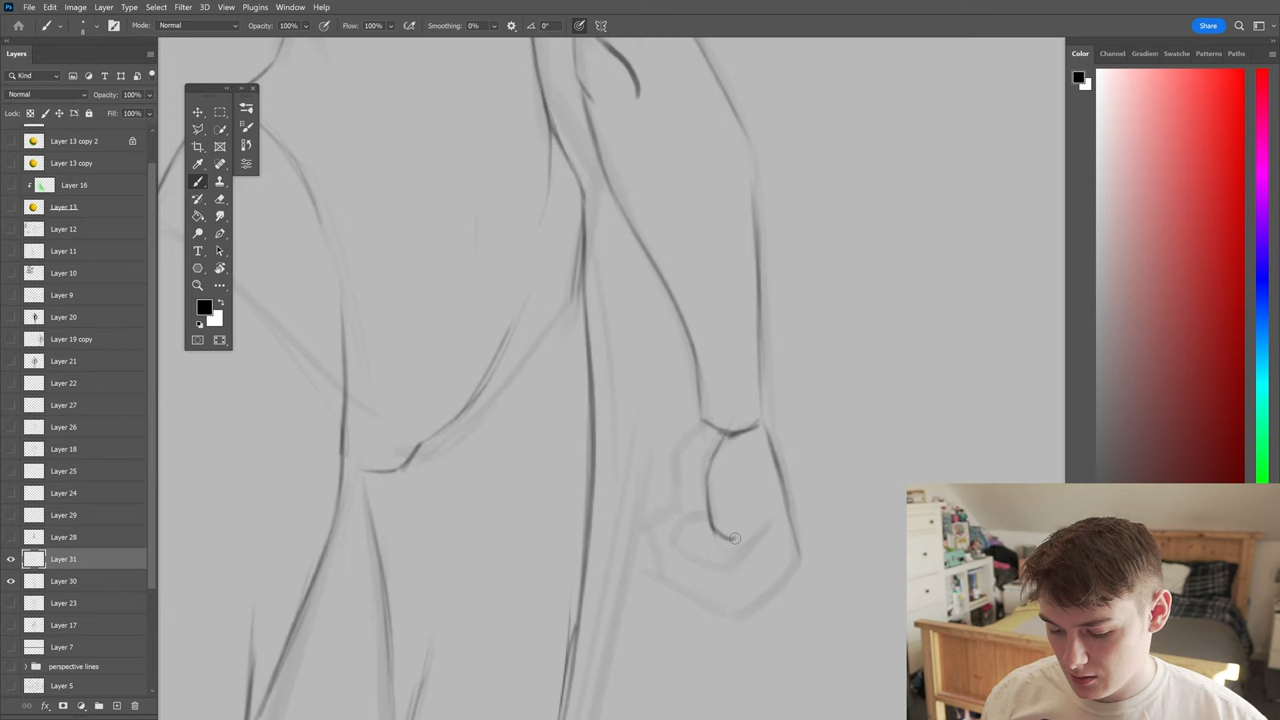 Ps File Edit Image Layer Type Select Filter 3D View Plugins Window Help
8 Mode: Normal Opacity: 100% Flow: 100% Smoothing: 0% 0° Share
Layers
Color Channel Gradient Swatche Patterns Paths
Kind
Normal Opacity: 100%
Lock: Fill: 100%
Layer 13 copy 2
Layer 13 copy
Layer 16
Layer 13
Layer 12
Layer 11
Layer 10
Layer 9
Layer 20
Layer 19 copy
Layer 21
Layer 22
Layer 27
Layer 26
Layer 18
Layer 25
Layer 24
Layer 29
Layer 28
Layer 31
Layer 30
Layer 23
Layer 17
Layer 7
perspective lines
Layer 5
fx